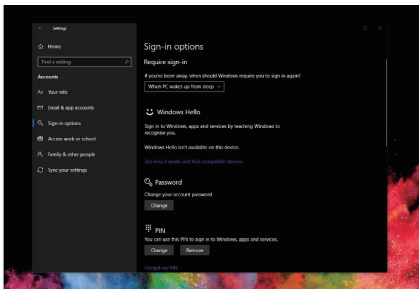 Settings
Home
Find a setting
Accounts
Your info
Email & app accounts
Sign-in options
Access work or school
Family & other people
Sync your settings
Sign-in options
Require sign-in
If you've been away, when should Windows require you to sign in again?
When PC wakes up from sleep
Windows Hello
Sign in to Windows, apps and services by teaching Windows to
recognise you.
Windows Hello isn't available on this device.
See how it works and find compatible devices.
Password
Change your account password
Change
PIN
You can use this PIN to sign in to Windows, apps and services.
Change Remove
I forgot my PIN